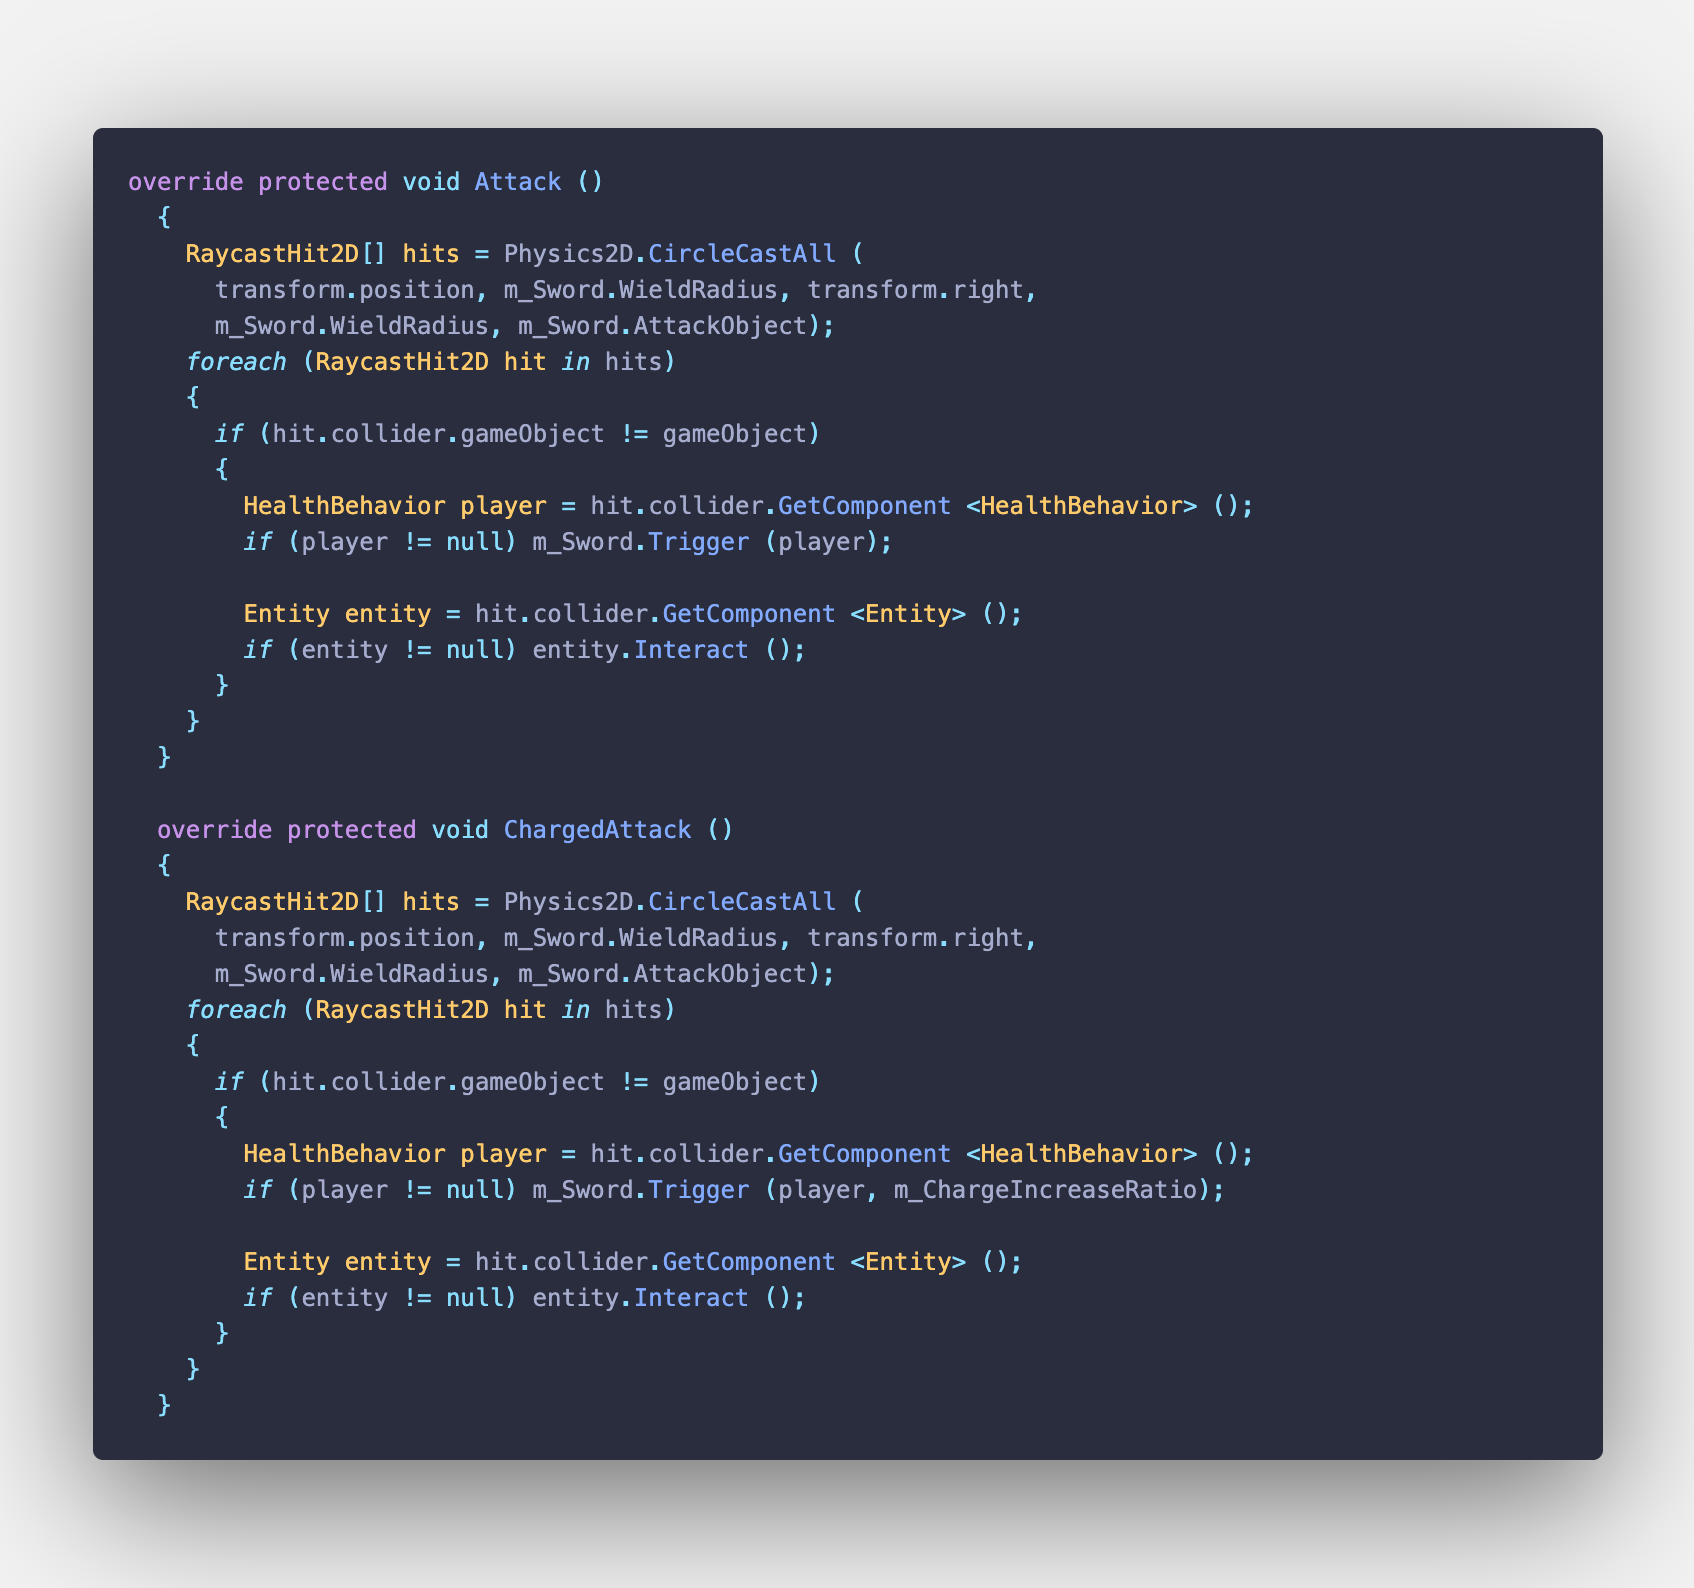 override protected void Attack ()
  {
    RaycastHit2D[] hits = Physics2D.CircleCastAll (
      transform.position, m_Sword.WieldRadius, transform.right,
      m_Sword.WieldRadius, m_Sword.AttackObject);
    foreach (RaycastHit2D hit in hits)
    {
      if (hit.collider.gameObject != gameObject)
      {
        HealthBehavior player = hit.collider.GetComponent <HealthBehavior> ();
        if (player != null) m_Sword.Trigger (player);

        Entity entity = hit.collider.GetComponent <Entity> ();
        if (entity != null) entity.Interact ();
      }
    }
  }

  override protected void ChargedAttack ()
  {
    RaycastHit2D[] hits = Physics2D.CircleCastAll (
      transform.position, m_Sword.WieldRadius, transform.right,
      m_Sword.WieldRadius, m_Sword.AttackObject);
    foreach (RaycastHit2D hit in hits)
    {
      if (hit.collider.gameObject != gameObject)
      {
        HealthBehavior player = hit.collider.GetComponent <HealthBehavior> ();
        if (player != null) m_Sword.Trigger (player, m_ChargeIncreaseRatio);

        Entity entity = hit.collider.GetComponent <Entity> ();
        if (entity != null) entity.Interact ();
      }
    }
  }